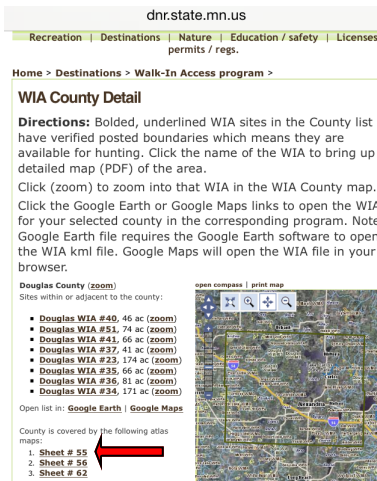 dnr.state.mn.us
Recreation | Destinations | Nature | Education / safety | Licenses
permits / regs.
Home > Destinations > Walk-In Access program >
WIA County Detail
Directions: Bolded, underlined WIA sites in the County list
have verified posted boundaries which means they are
available for hunting. Click the name of the WIA to bring up
detailed map (PDF) of the area.
Click (zoom) to zoom into that WIA in the WIA County map.
Click the Google Earth or Google Maps links to open the WIA
for your selected county in the corresponding program. Note
Google Earth file requires the Google Earth software to open
the WIA kml file. Google Maps will open the WIA file in your
browser.
Douglas County (zoom)
Sites within or adjacent to the county:
Douglas WIA #40, 46 ac (zoom)
Douglas WIA #51, 74 ac (zoom)
Douglas WIA #41, 66 ac (zoom)
Douglas WIA #37, 41 ac (zoom)
Douglas WIA #23, 174 ac (zoom)
Douglas WIA #35, 66 ac (zoom)
Douglas WIA #36, 81 ac (zoom)
Douglas WIA #34, 171 ac (zoom)
Open list in: Google Earth | Google Maps
County is covered by the following atlas
maps:
1. Sheet # 55
2. Sheet # 56
3. Sheet # 62
open compass | print map
Alexandria